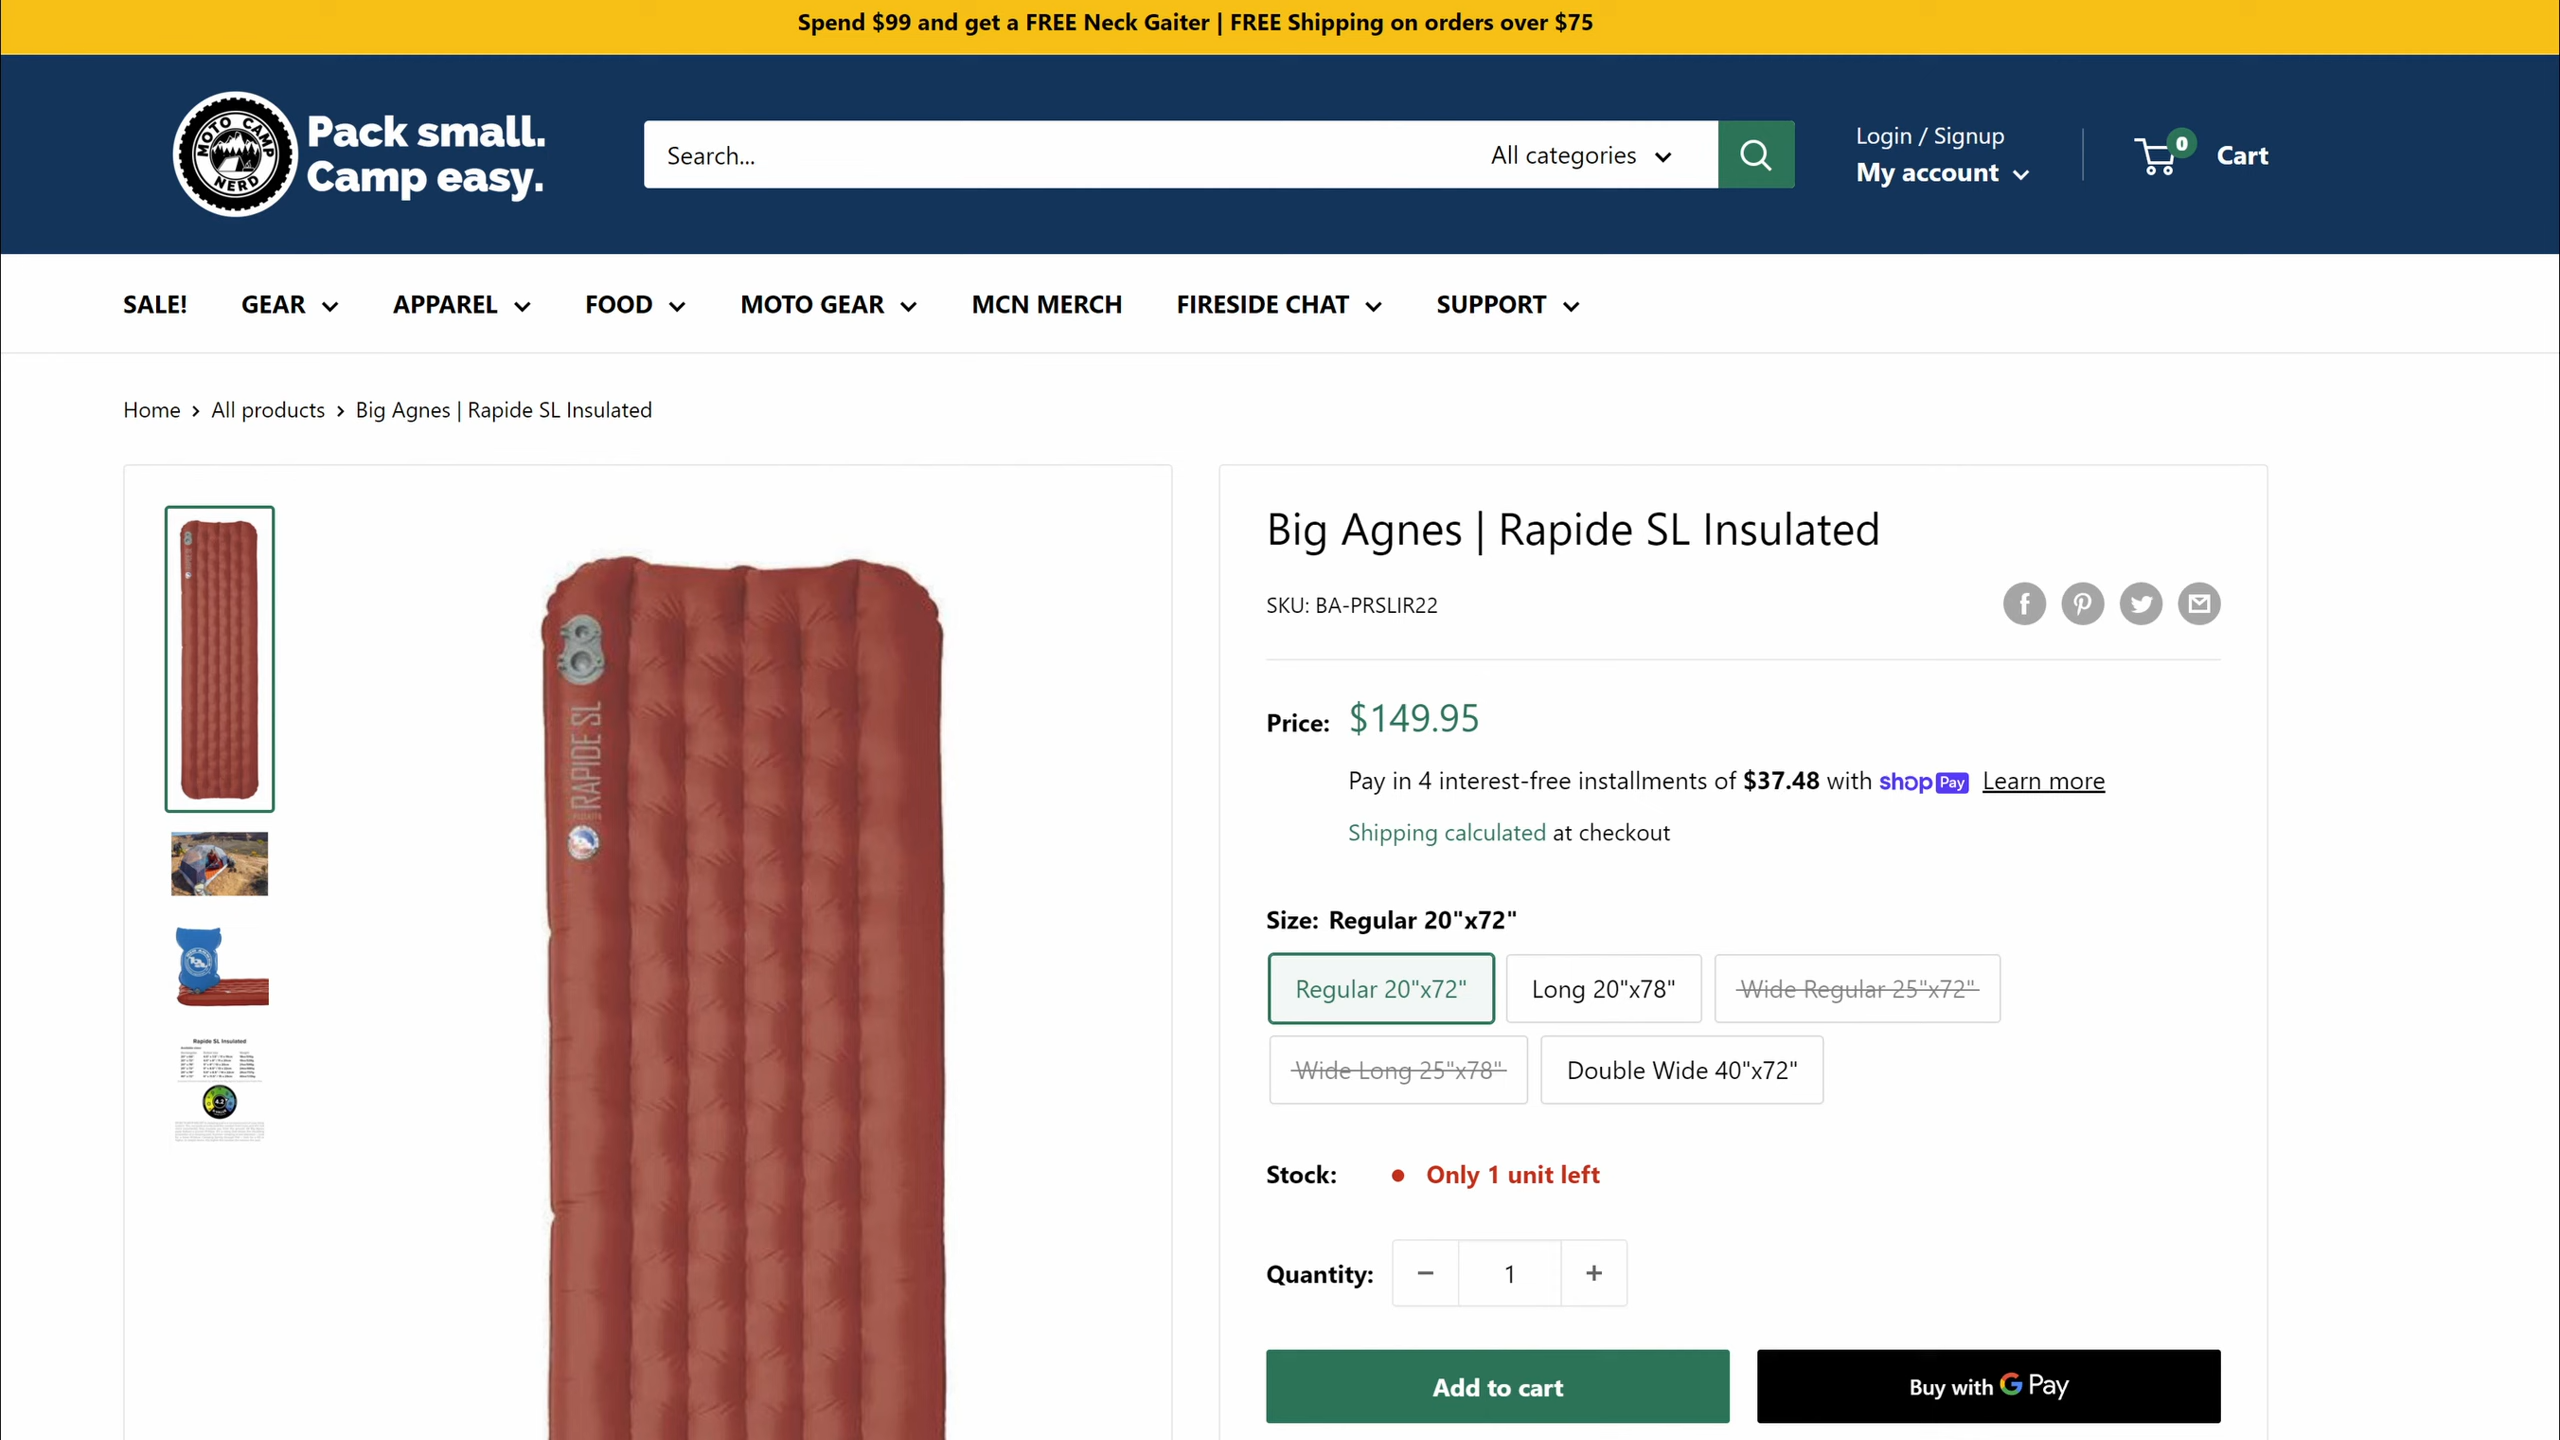 Spend $99 and get a FREE Neck Gaiter | FREE Shipping on orders over $75
MOTO CAMP
NERD
Pack small.
Camp easy.
Search...
All categories
Login / Signup
My account
0
Cart
SALE!
GEAR
APPAREL
FOOD
MOTO GEAR
MCN MERCH
FIRESIDE CHAT
SUPPORT
Home > All products > Big Agnes | Rapide SL Insulated
RAPIDE SL
Rapide SL Insulated
4.2
Big Agnes | Rapide SL Insulated
SKU: BA-PRSLIR22
Price: $149.95
Pay in 4 interest-free installments of $37.48 with shop Pay Learn more
Shipping calculated at checkout
Size: Regular 20"x72"
Regular 20"x72"
Long 20"x78"
Wide Regular 25"x72"
Wide Long 25"x78"
Double Wide 40"x72"
Stock: Only 1 unit left
Quantity: − 1 +
Add to cart
Buy with G Pay